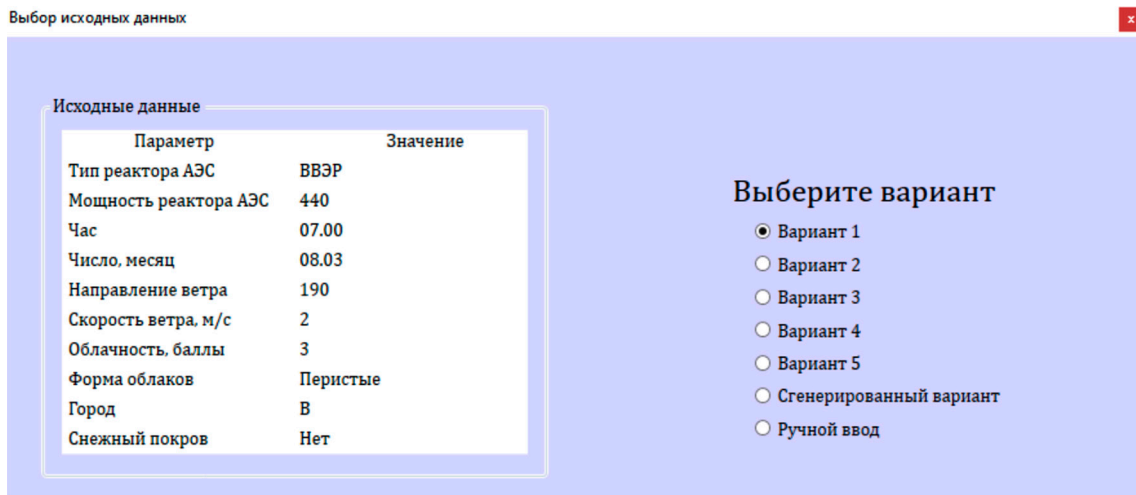 Выбор исходных данных
x
Исходные данные
Параметр Значение
Тип реактора АЭС ВВЭР
Мощность реактора АЭС 440
Час 07.00
Число, месяц 08.03
Направление ветра 190
Скорость ветра, м/с 2
Облачность, баллы 3
Форма облаков Перистые
Город В
Снежный покров Нет
Выберите вариант
Вариант 1
Вариант 2
Вариант 3
Вариант 4
Вариант 5
Сгенерированный вариант
Ручной ввод